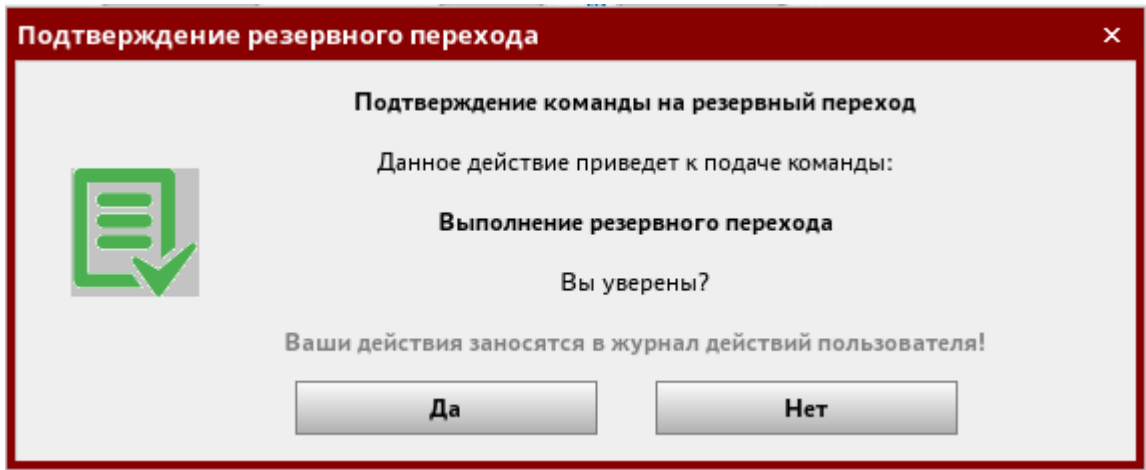 Подтверждение резервного перехода
Подтверждение команды на резервный переход
Данное действие приведет к подаче команды:
Выполнение резервного перехода
Вы уверены?
Ваши действия заносятся в журнал действий пользователя!
Да
Нет